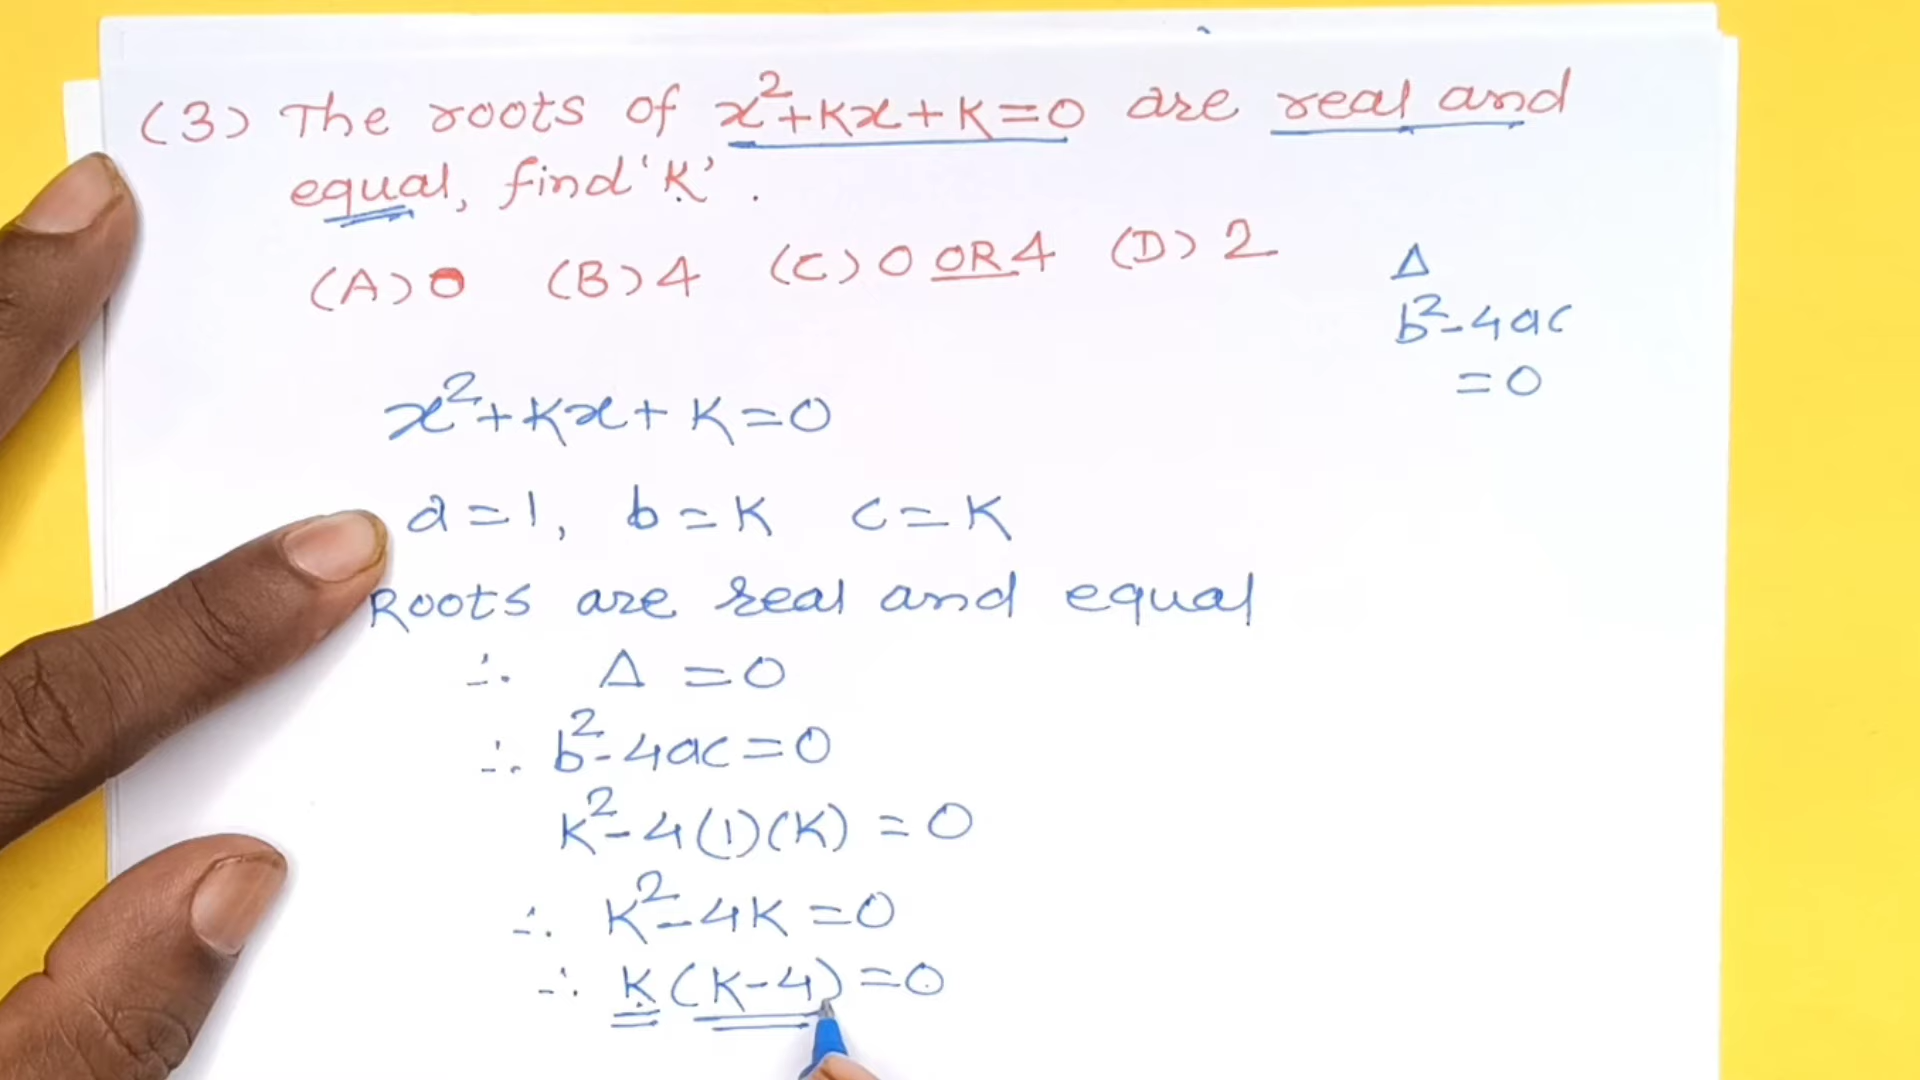 (3) The roots of x²+Kx+K=0 are real and
equal, find 'K'.
(A) 0 (B) 4 (C) 0 OR 4 (D) 2
Δ
b²-4ac
=0
x²+Kx+K=0
a=1, b=K c=K
Roots are real and equal
∴ Δ =0
∴ b²-4ac=0
K²-4(1)(K) =0
∴ K²-4K=0
∴ K(K-4)=0